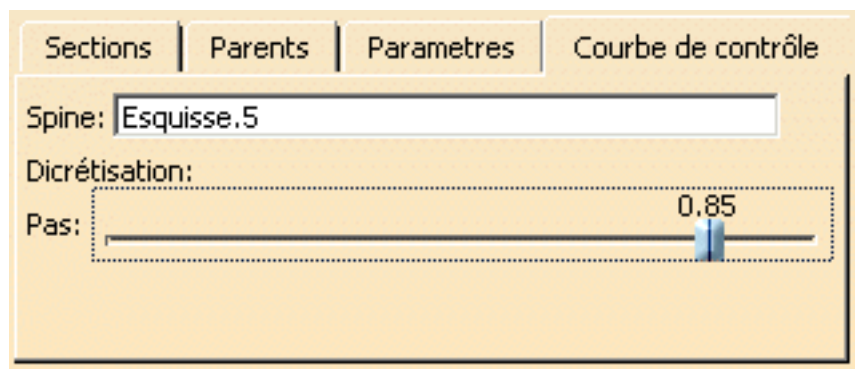 Sections Parents Parametres Courbe de contrôle
Spine: Esquisse.5
Dicrétisation:
0.85
Pas: